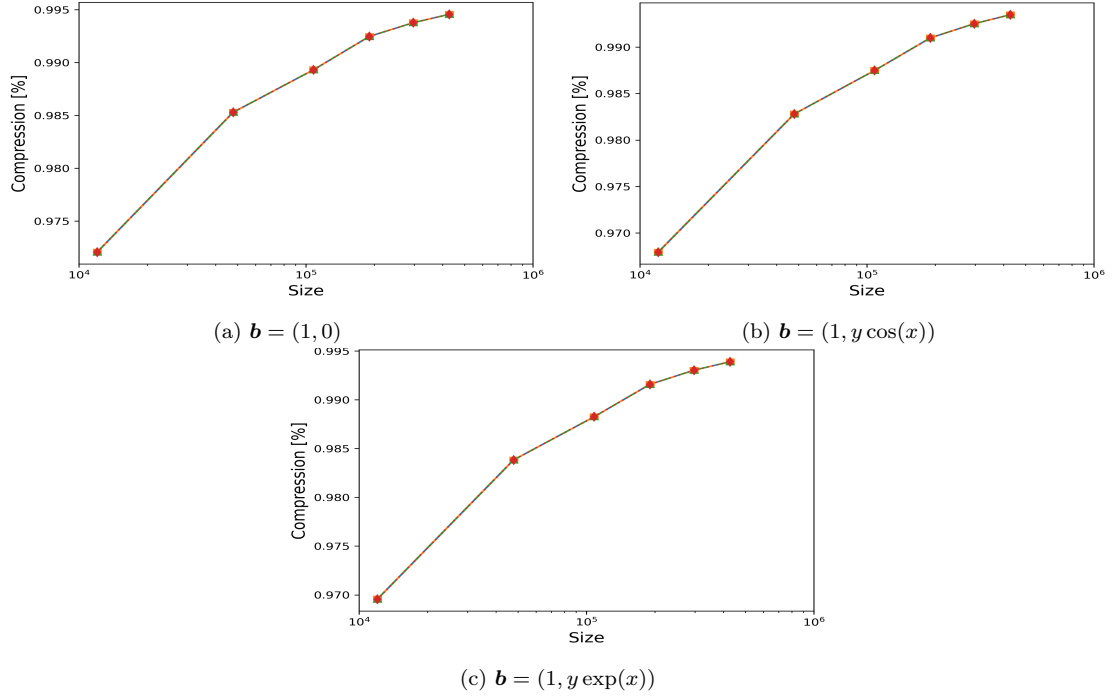 0.995
0.990
0.985
0.980
0.975
Compression [%]
10⁴
10⁵
10⁶
Size
(a) b = (1, 0)
0.990
0.985
0.980
0.975
0.970
Compression [%]
10⁴
10⁵
10⁶
Size
(b) b = (1, y cos(x))
0.995
0.990
0.985
0.980
0.975
0.970
Compression [%]
10⁴
10⁵
10⁶
Size
(c) b = (1, y exp(x))